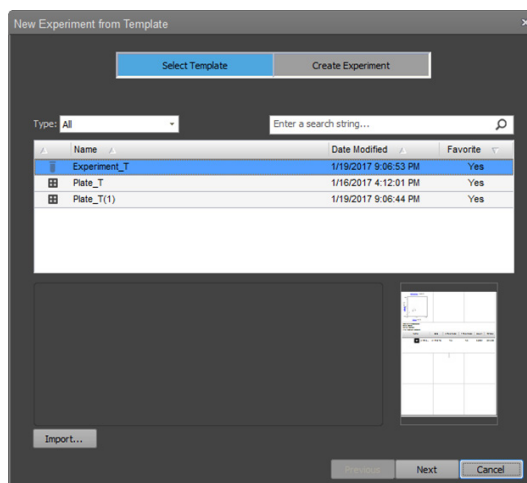 New Experiment from Template
Select Template Create Experiment
Type: All Enter a search string...
Name Date Modified Favorite
Experiment_T 1/19/2017 9:06:53 PM Yes
Plate_T 1/16/2017 4:12:01 PM Yes
Plate_T(1) 1/19/2017 9:06:44 PM Yes
Import...
Previous Next Cancel